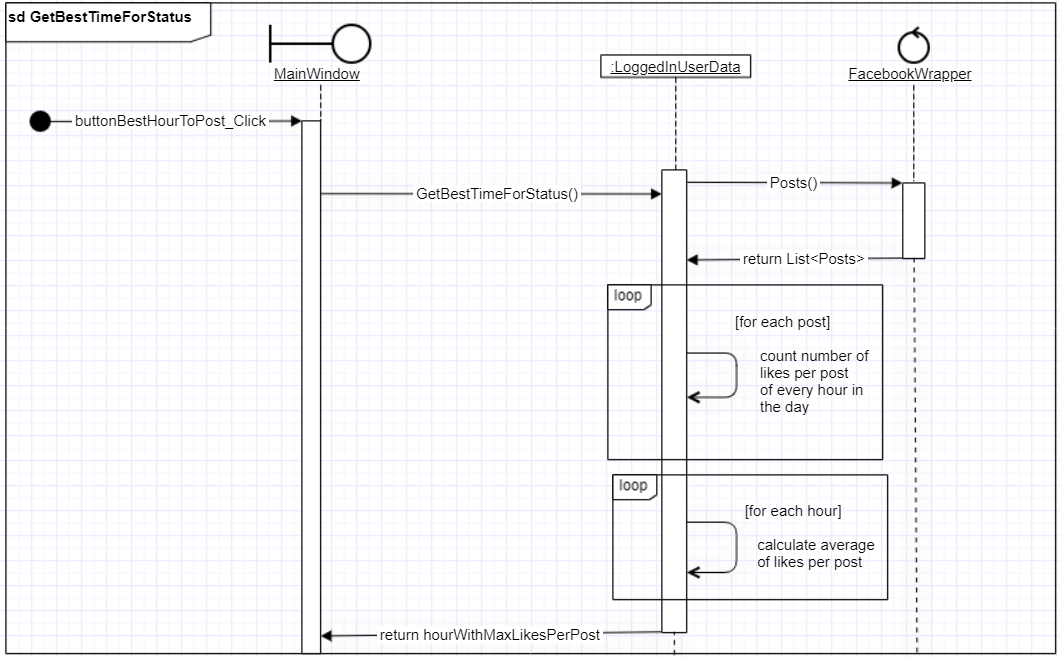 sd GetBestTimeForStatus
MainWindow
:LoggedInUserData
FacebookWrapper
buttonBestHourToPost_Click
GetBestTimeForStatus()
Posts()
return List<Posts>
loop
[for each post]
count number of
likes per post
of every hour in
the day
loop
[for each hour]
calculate average
of likes per post
return hourWithMaxLikesPerPost